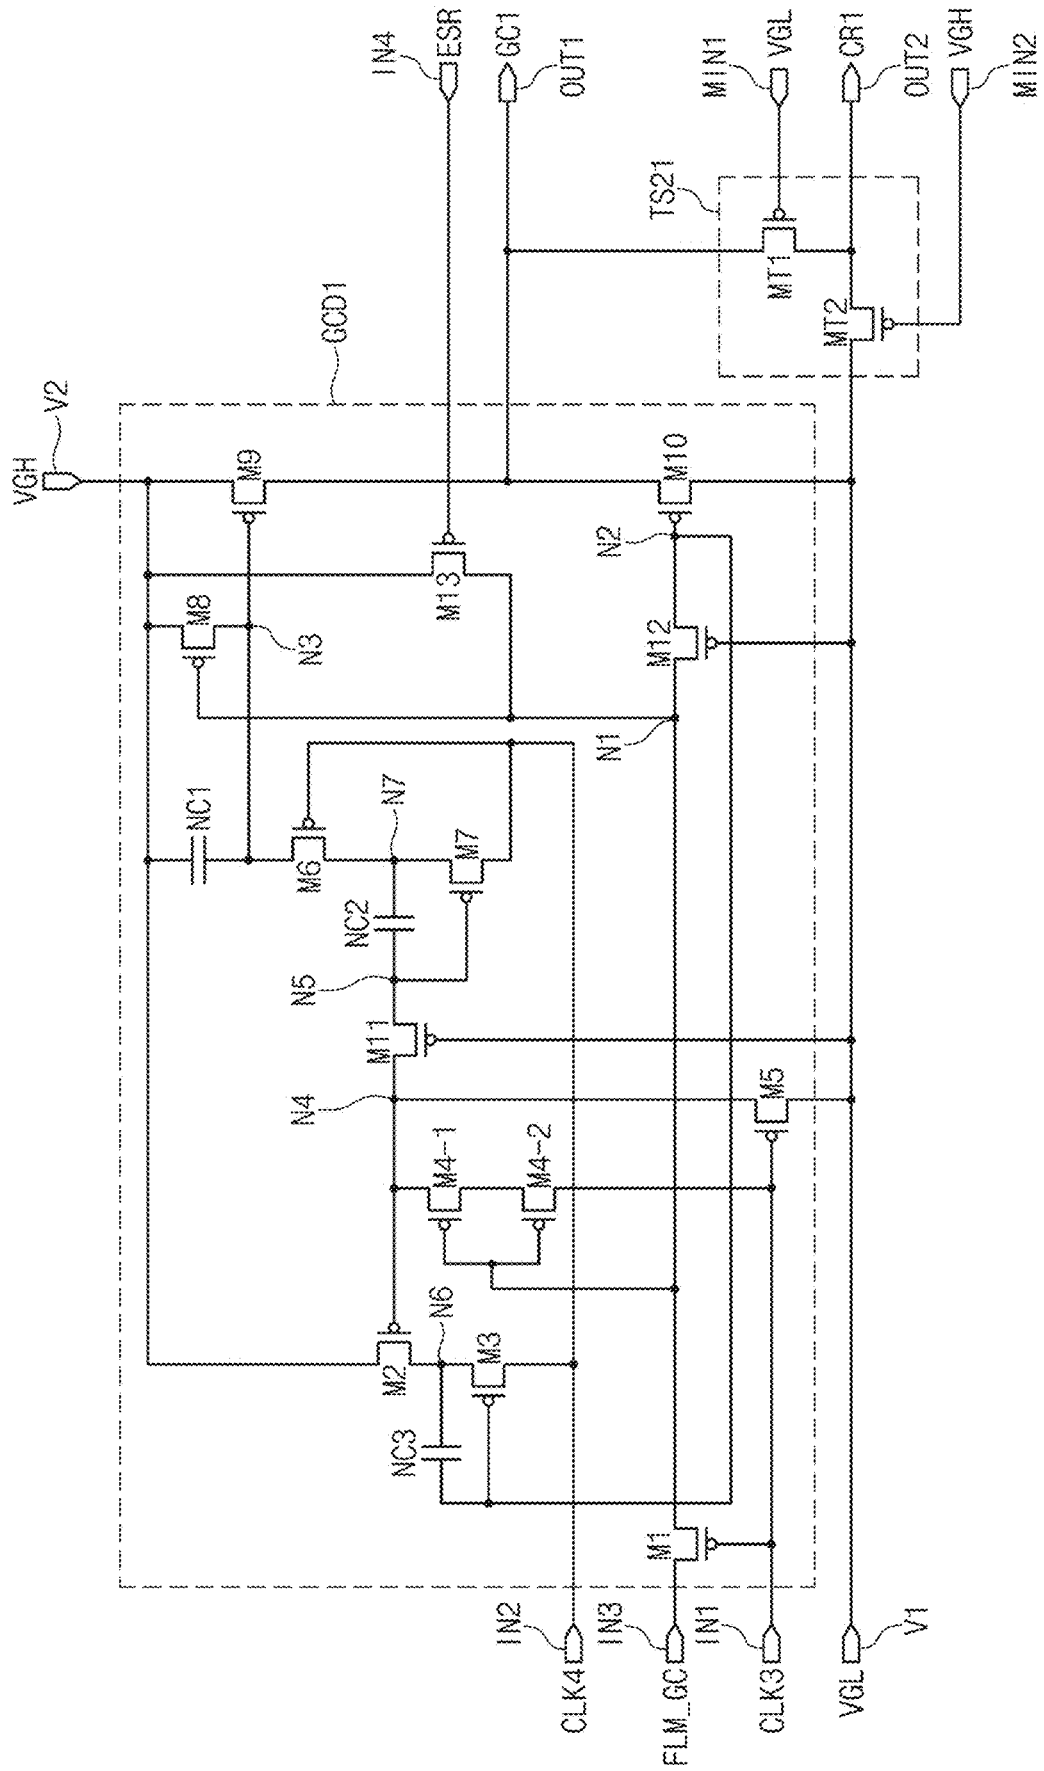 VGH
V2
GCD1
IN4
ESR
GC1
OUT1
MIN1
VGL
CR1
OUT2
VGH
MIN2
TS21
MT1
MT2
M9
M10
N2
M13
M8
N3
M12
N1
NC1
M6
N7
M7
NC2
N5
M11
N4
M5
M4-1
M4-2
N6
M2
M3
NC3
M1
IN2
CLK4
IN3
FLM_GC
IN1
CLK3
V1
VGL